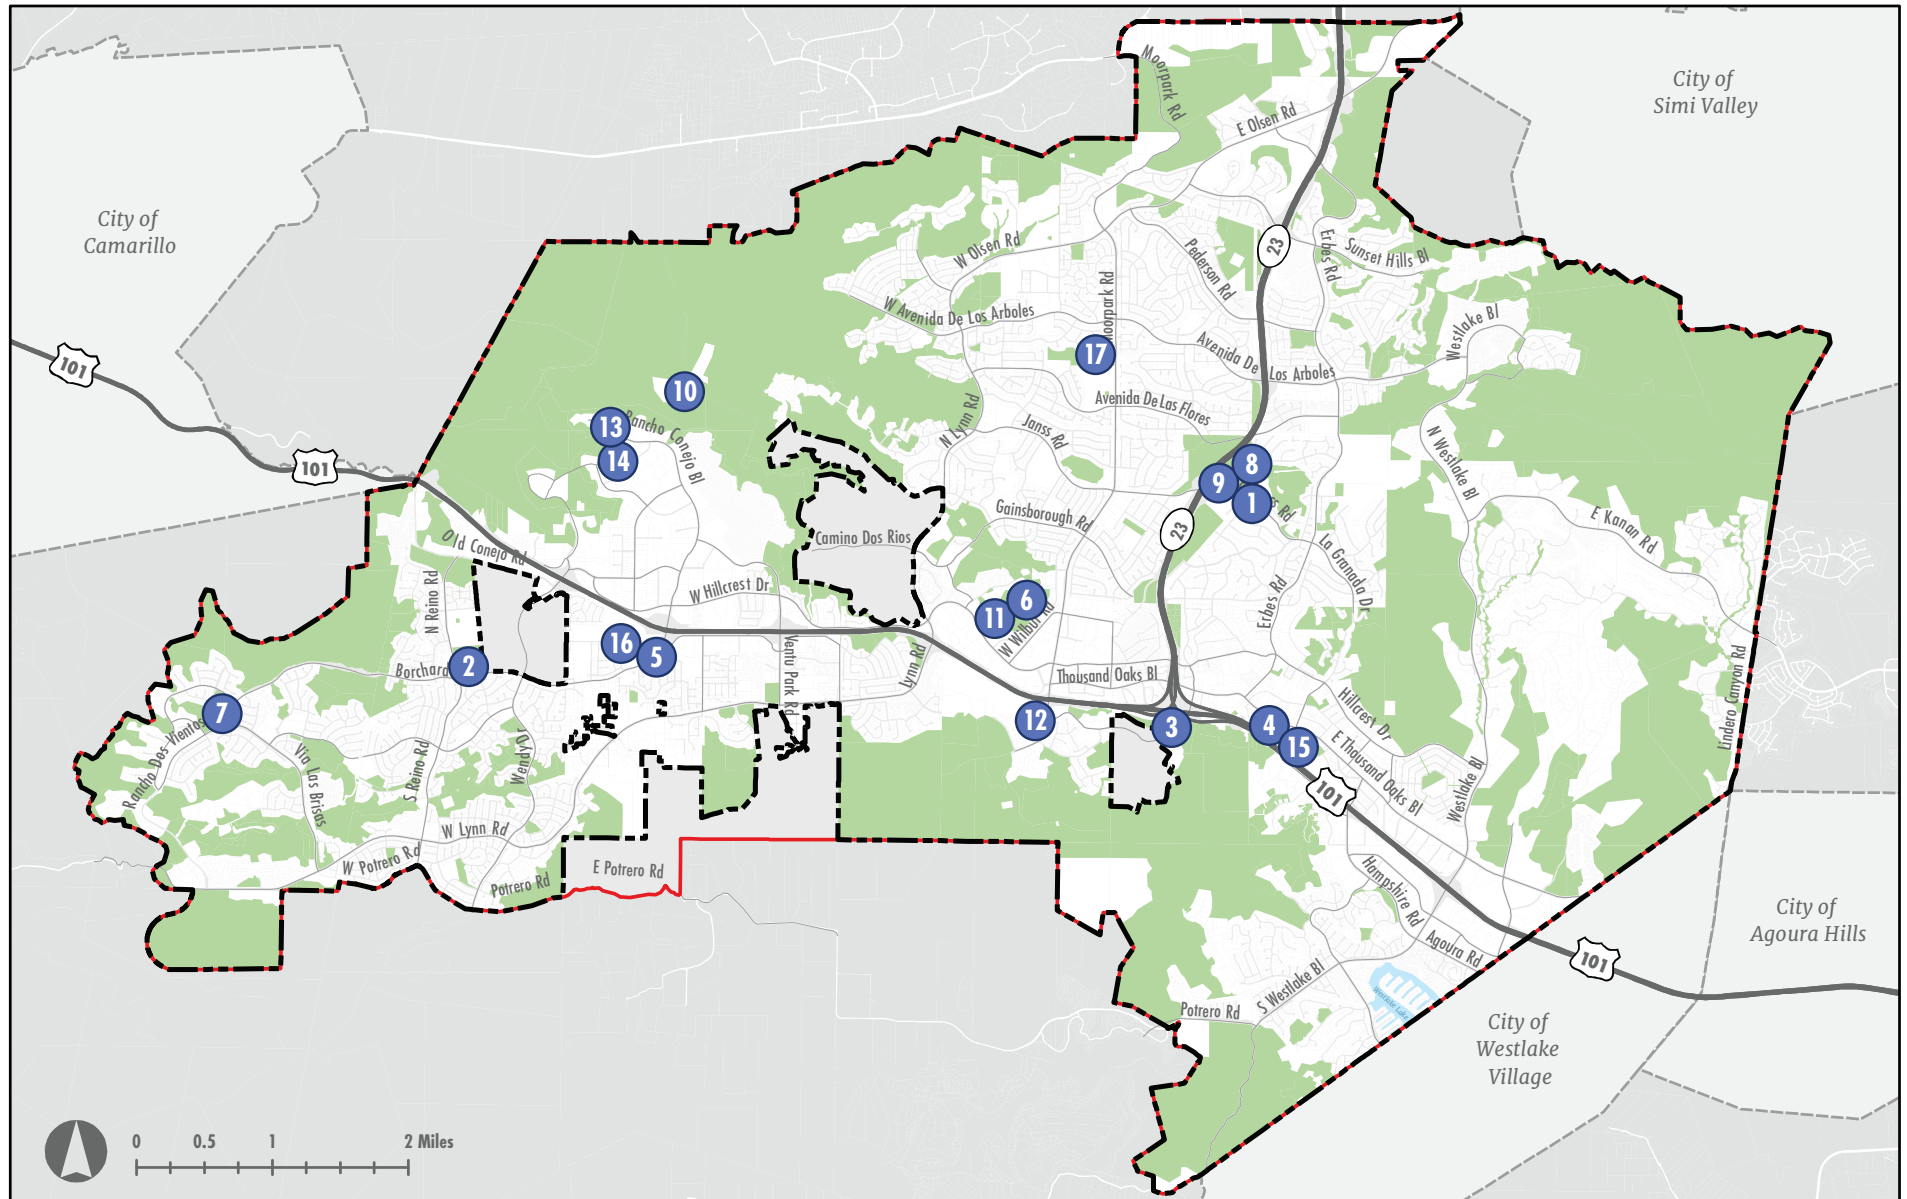 City of
Simi Valley
Moorpark Rd
E Olsen Rd
City of
Camarillo
23
Erbes Rd
Sunset Hills Bl
Pederson Rd
W Olsen Rd
W Avenida De Los Arboles
Moorpark Rd
Avenida De Los Arboles
Westlake Bl
17
101
10
Avenida De Las Flores
13
Rancho Conejo Bl
14
N Lynn Rd
Janss Rd
N Westlake Bl
101
8
9
1
ss Rd
Gainsborough Rd
23
E Kanan Rd
Camino Dos Rios
Old Conejo Rd
La Granada Dr
N Reino Rd
W Hillcrest Dr
Erbes Rd
6
11
W Wilbur Rd
16
5
Ventu Park Rd
Lynn Rd
Borchard
2
Thousand Oaks Bl
Lindero Canyon Rd
7
12
3
4
15
Hillcrest Dr
E Thousand Oaks Bl
Rancho Dos Vientos
Via Las Brisas
S Reino Rd
Wendy Dr
101
Westlake Bl
W Lynn Rd
W Potrero Rd
Potrero Rd
E Potrero Rd
Hampshire Rd
Agoura Rd
City of
Agoura Hills
101
S Westlake Bl
Westlake Lake
Potrero Rd
City of
Westlake
Village
0 0.5 1 2 Miles